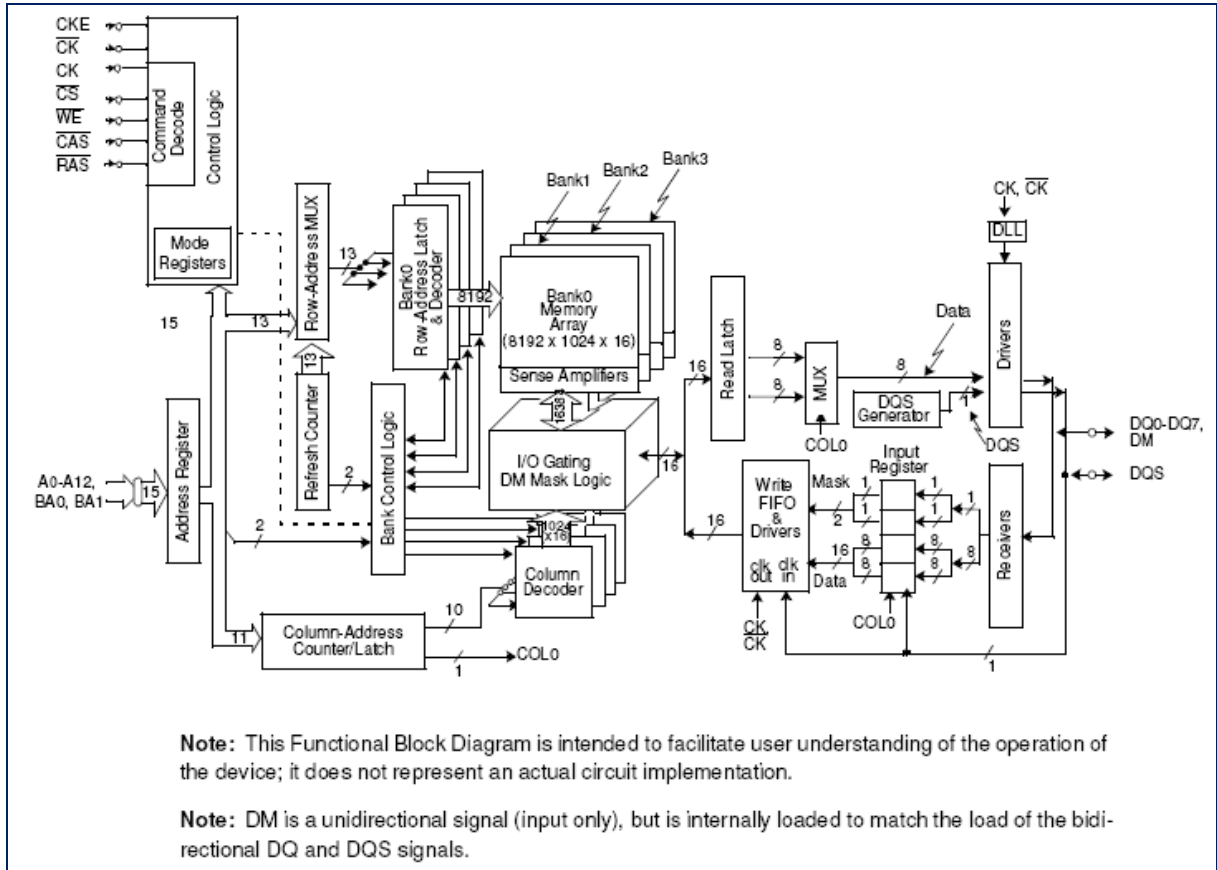 CKE
CK
CK
CS
WE
CAS
RAS
Command
Decode
Control Logic
Mode
Registers
15
13
Row-Address MUX
13
Refresh Counter
13
Bank0
Row-Address Latch
& Decoder
8192
Bank1
Bank2
Bank3
Bank0
Memory
Array
(8192 x 1024 x 16)
Sense Amplifiers
I/O Gating
DM Mask Logic
16
1024
x16
Column
Decoder
2
Bank Control Logic
2
A0-A12,
BA0, BA1
15
Address Register
11
Column-Address
Counter/Latch
10
1
COL0
16
Read Latch
8
8
MUX
COL0
8
Data
DQS
Generator
1
DQS
CK, CK
DLL
Drivers
DQ0-DQ7,
DM
DQS
Input
Register
Write
FIFO
&
Drivers
clk clk
out in
Mask
1
1
2
16
8
8
Data
1
1
1
8
8
8
Receivers
16
CK
CK
COL0
1
Note: This Functional Block Diagram is intended to facilitate user understanding of the operation of
the device; it does not represent an actual circuit implementation.
Note: DM is a unidirectional signal (input only), but is internally loaded to match the load of the bidi-
rectional DQ and DQS signals.